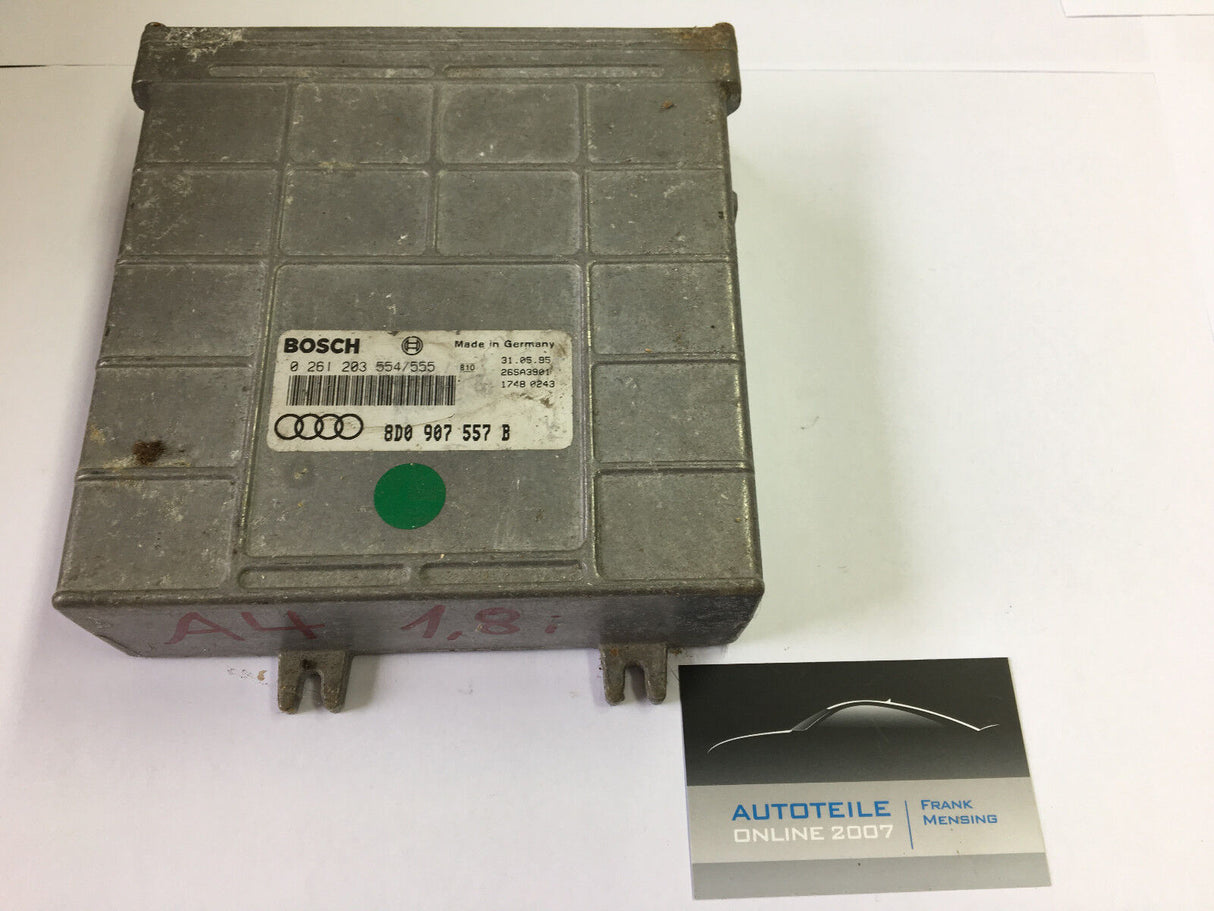 BOSCH
Made in Germany
0 261 203 554/555 810
31.05.95
26SA3901
1748 0243
8D0 907 557 B
A4 1,8i
AUTOTEILE
ONLINE 2007
FRANK
MENSING